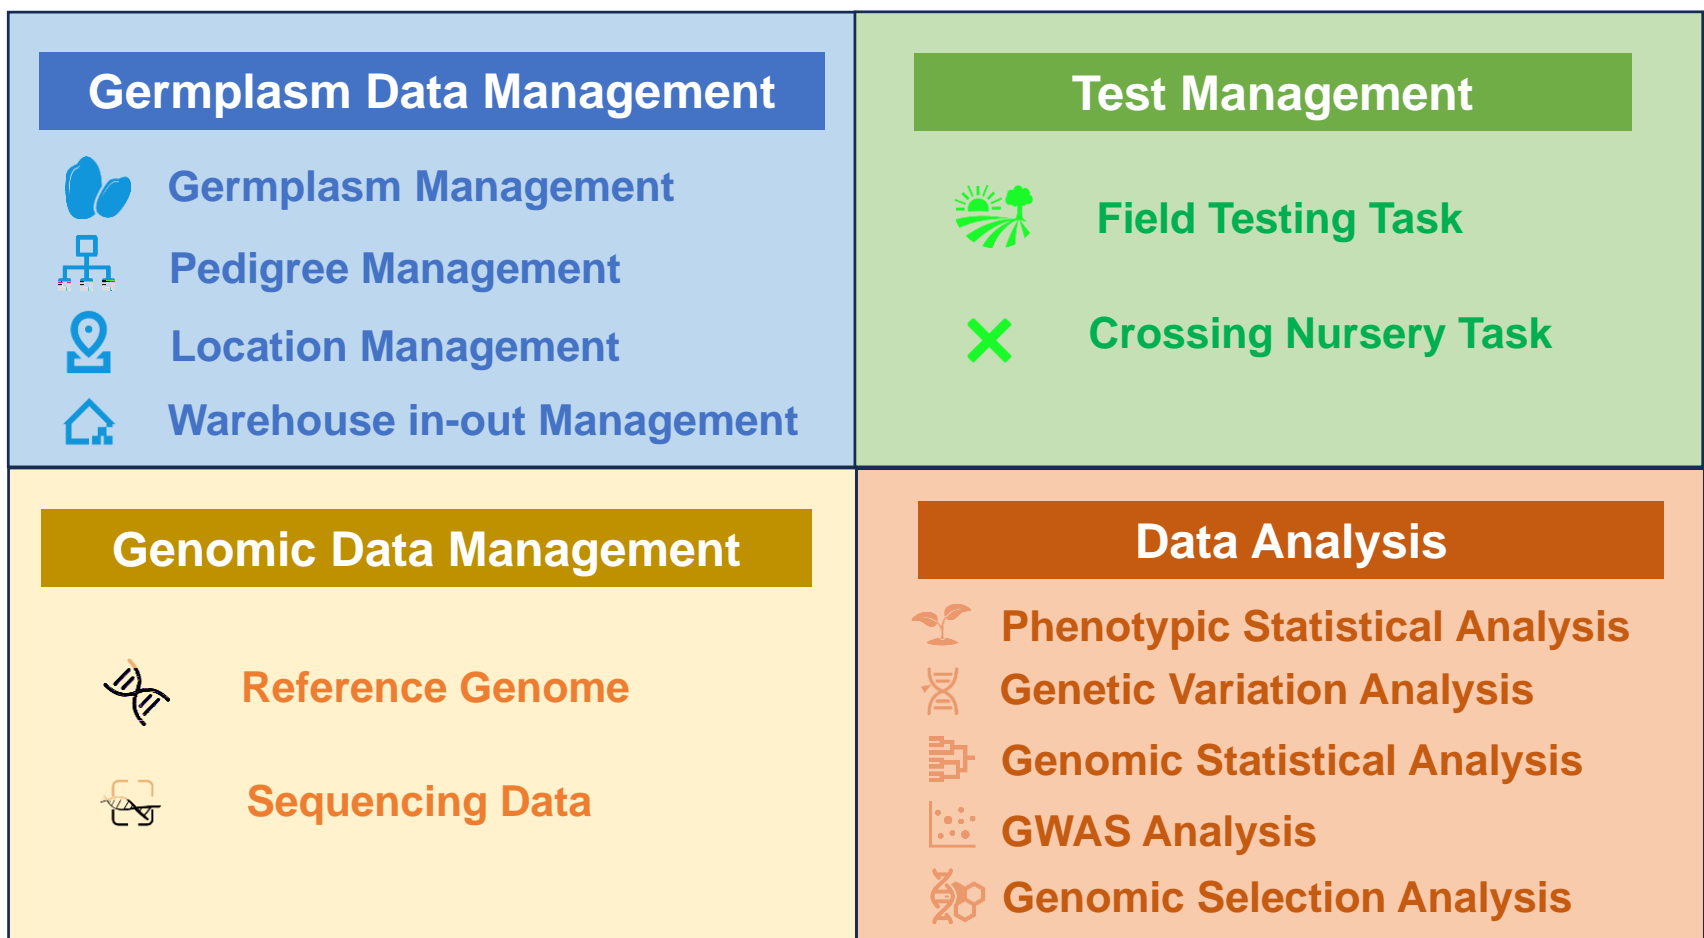 Germplasm Data Management
Germplasm Management
Pedigree Management
Location Management
Warehouse in-out Management
Test Management
Field Testing Task
Crossing Nursery Task
Genomic Data Management
Reference Genome
Sequencing Data
Data Analysis
Phenotypic Statistical Analysis
Genetic Variation Analysis
Genomic Statistical Analysis
GWAS Analysis
Genomic Selection Analysis